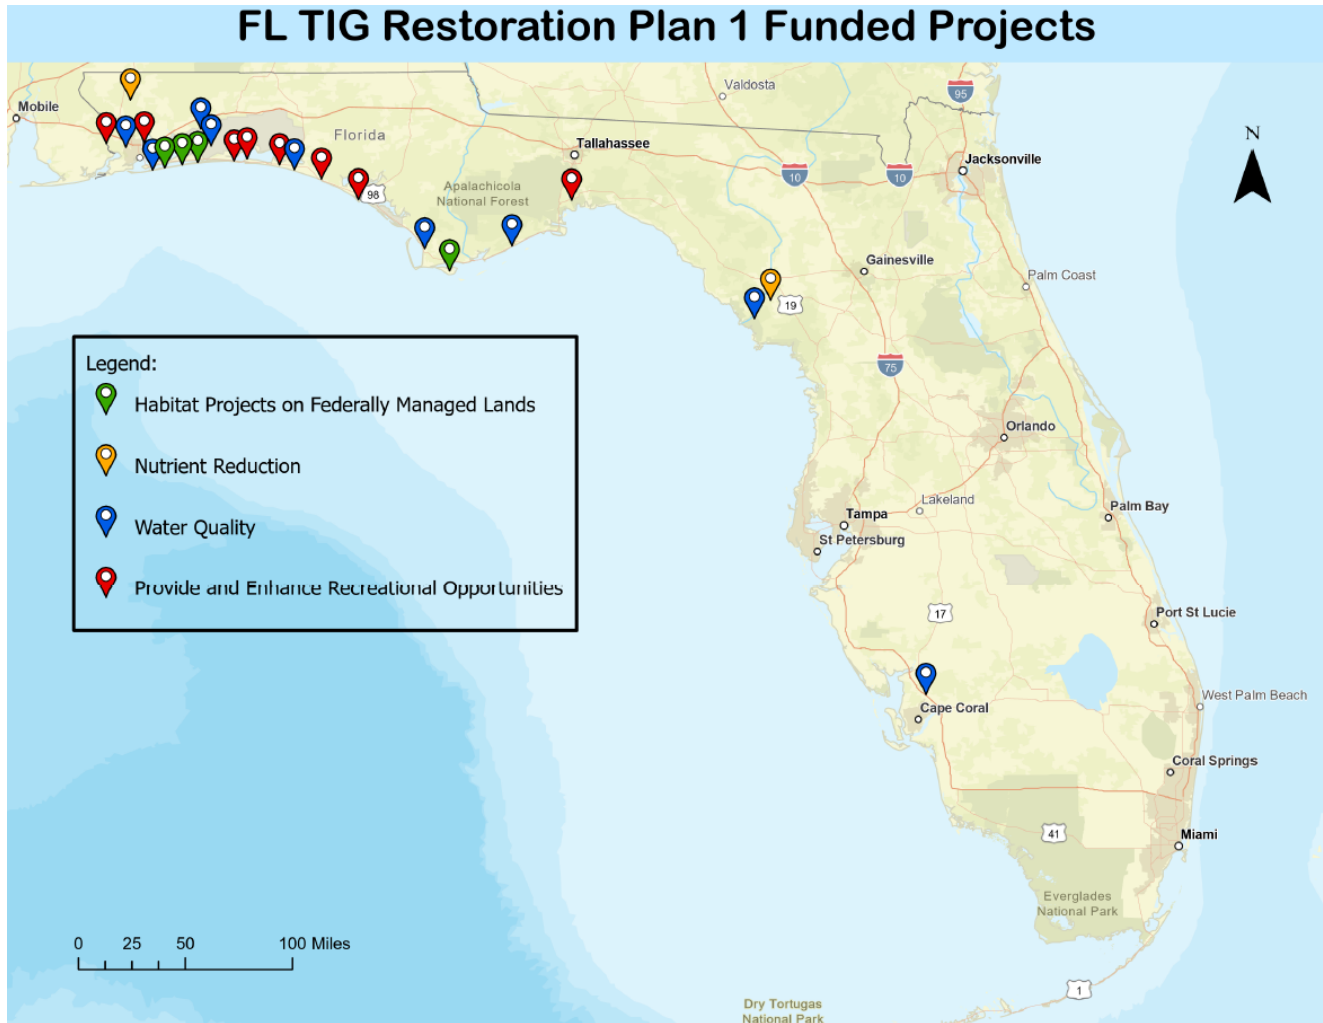 FL TIG Restoration Plan 1 Funded Projects
Valdosta
95
Mobile
Florida
Tallahassee
Jacksonville
N
10
10
98
Apalachicola
National Forest
Gainesville
Palm Coast
19
75
Legend:
Habitat Projects on Federally Managed Lands
Nutrient Reduction
Water Quality
Provide and Enhance Recreational Opportunities
Orlando
Lakeland
Palm Bay
Tampa
St Petersburg
17
Port St Lucie
Cape Coral
West Palm Beach
Coral Springs
41
Miami
Everglades
National Park
0 25 50 100 Miles
1
Dry Tortugas
National Park